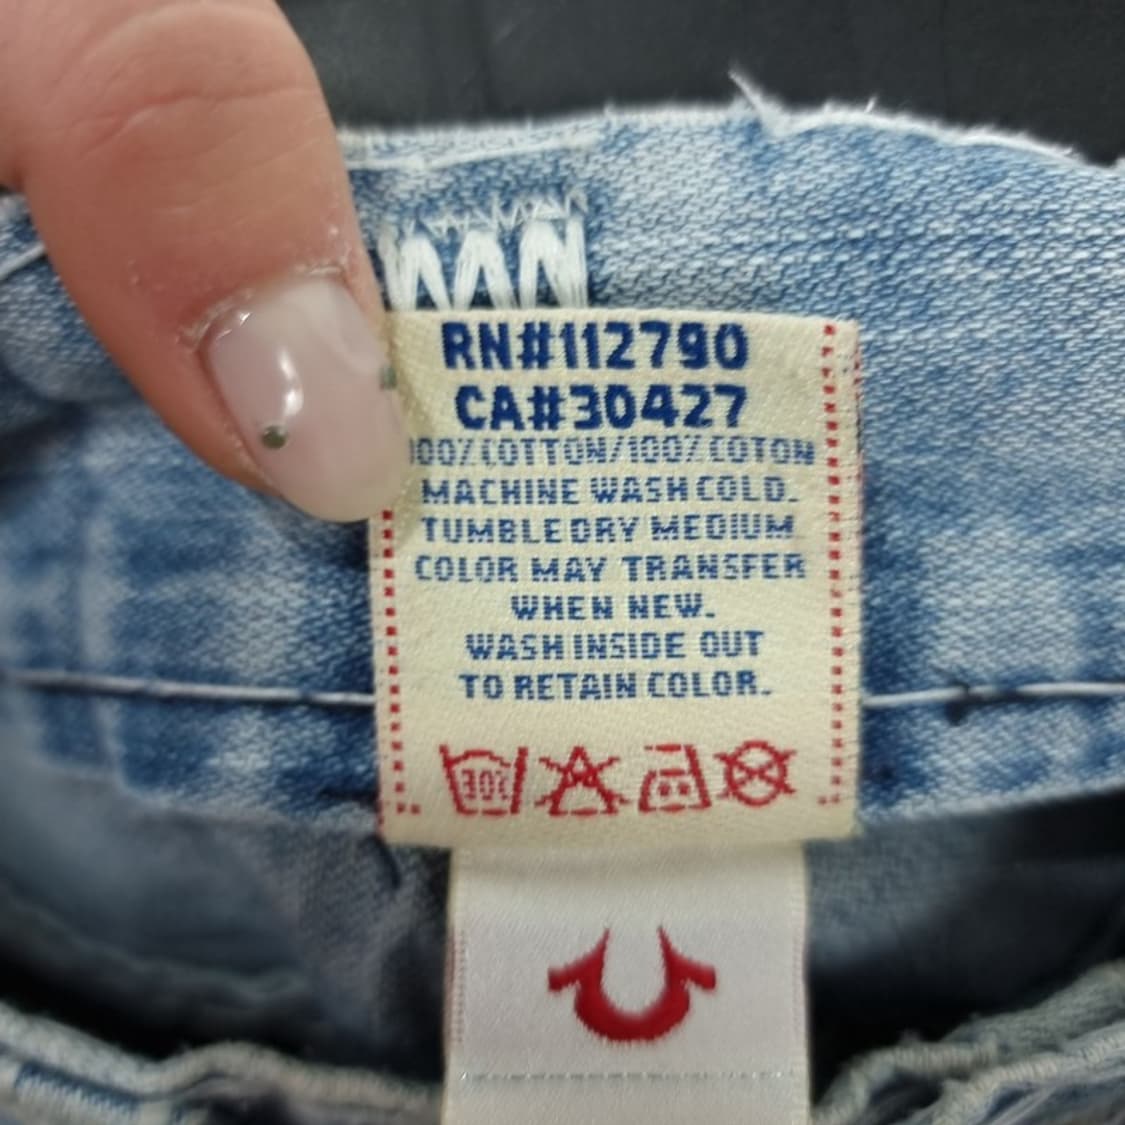 RN#112790
CA#30427
100% COTTON/100% COTON
MACHINE WASH COLD.
TUMBLE DRY MEDIUM
COLOR MAY TRANSFER
WHEN NEW.
WASH INSIDE OUT
TO RETAIN COLOR.
30C